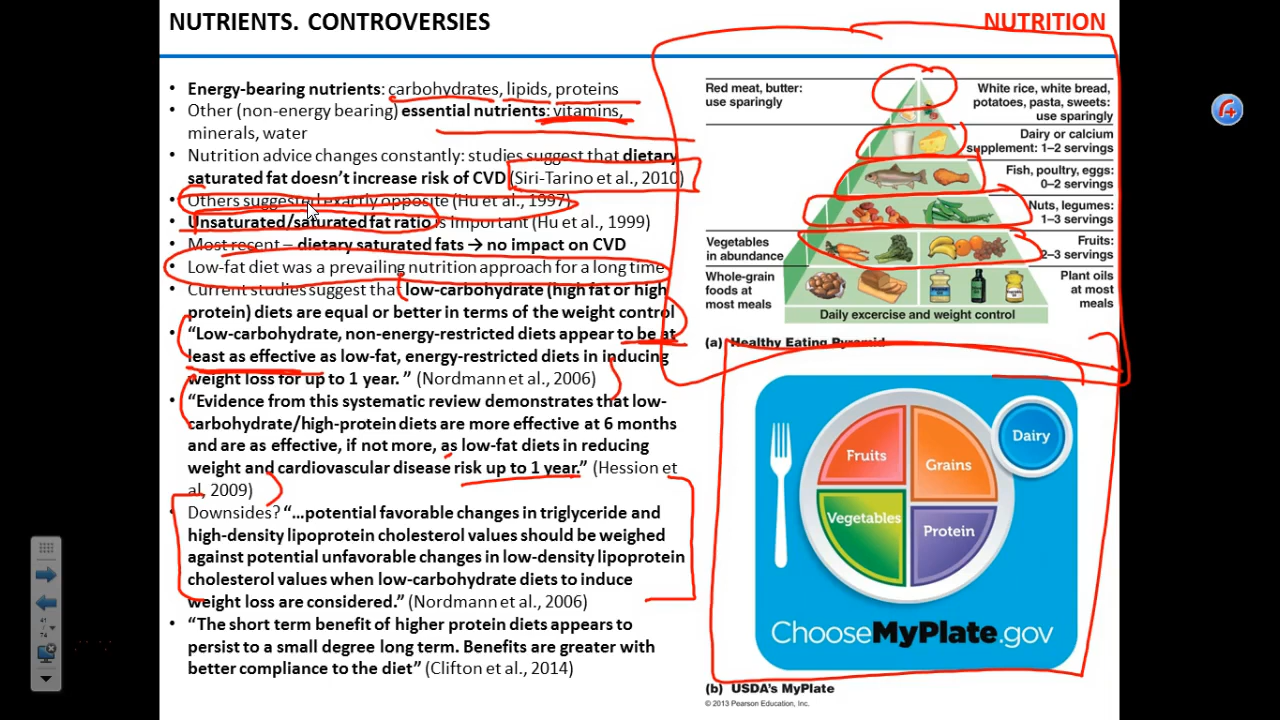 NUTRIENTS. CONTROVERSIES
NUTRITION
• Energy-bearing nutrients: carbohydrates, lipids, proteins
• Other (non-energy bearing) essential nutrients: vitamins,
minerals, water
• Nutrition advice changes constantly: studies suggest that dietary
saturated fat doesn't increase risk of CVD (Siri-Tarino et al., 2010)
• Others suggested exactly opposite (Hu et al., 1997)
• Unsaturated/saturated fat ratio is important (Hu et al., 1999)
• Most recent – dietary saturated fats → no impact on CVD
• Low-fat diet was a prevailing nutrition approach for a long time
• Current studies suggest that low-carbohydrate (high fat or high
protein) diets are equal or better in terms of the weight control
• “Low-carbohydrate, non-energy-restricted diets appear to be at
least as effective as low-fat, energy-restricted diets in inducing
weight loss for up to 1 year. ” (Nordmann et al., 2006)
• “Evidence from this systematic review demonstrates that low-
carbohydrate/high-protein diets are more effective at 6 months
and are as effective, if not more, as low-fat diets in reducing
weight and cardiovascular disease risk up to 1 year.” (Hession et
al, 2009)
• Downsides? “…potential favorable changes in triglyceride and
high-density lipoprotein cholesterol values should be weighed
against potential unfavorable changes in low-density lipoprotein
cholesterol values when low-carbohydrate diets to induce
weight loss are considered.” (Nordmann et al., 2006)
• “The short term benefit of higher protein diets appears to
persist to a small degree long term. Benefits are greater with
better compliance to the diet” (Clifton et al., 2014)
Red meat, butter:
use sparingly
White rice, white bread,
potatoes, pasta, sweets:
use sparingly
Dairy or calcium
supplement: 1–2 servings
Fish, poultry, eggs:
0–2 servings
Nuts, legumes:
1–3 servings
Vegetables
in abundance
Fruits:
2–3 servings
Whole-grain
foods at
most meals
Plant oils
at most
meals
Daily excercise and weight control
(a) Healthy Eating Pyramid
Dairy
Fruits
Grains
Vegetables
Protein
ChooseMyPlate.gov
(b) USDA's MyPlate
© 2013 Pearson Education, Inc.
41
74